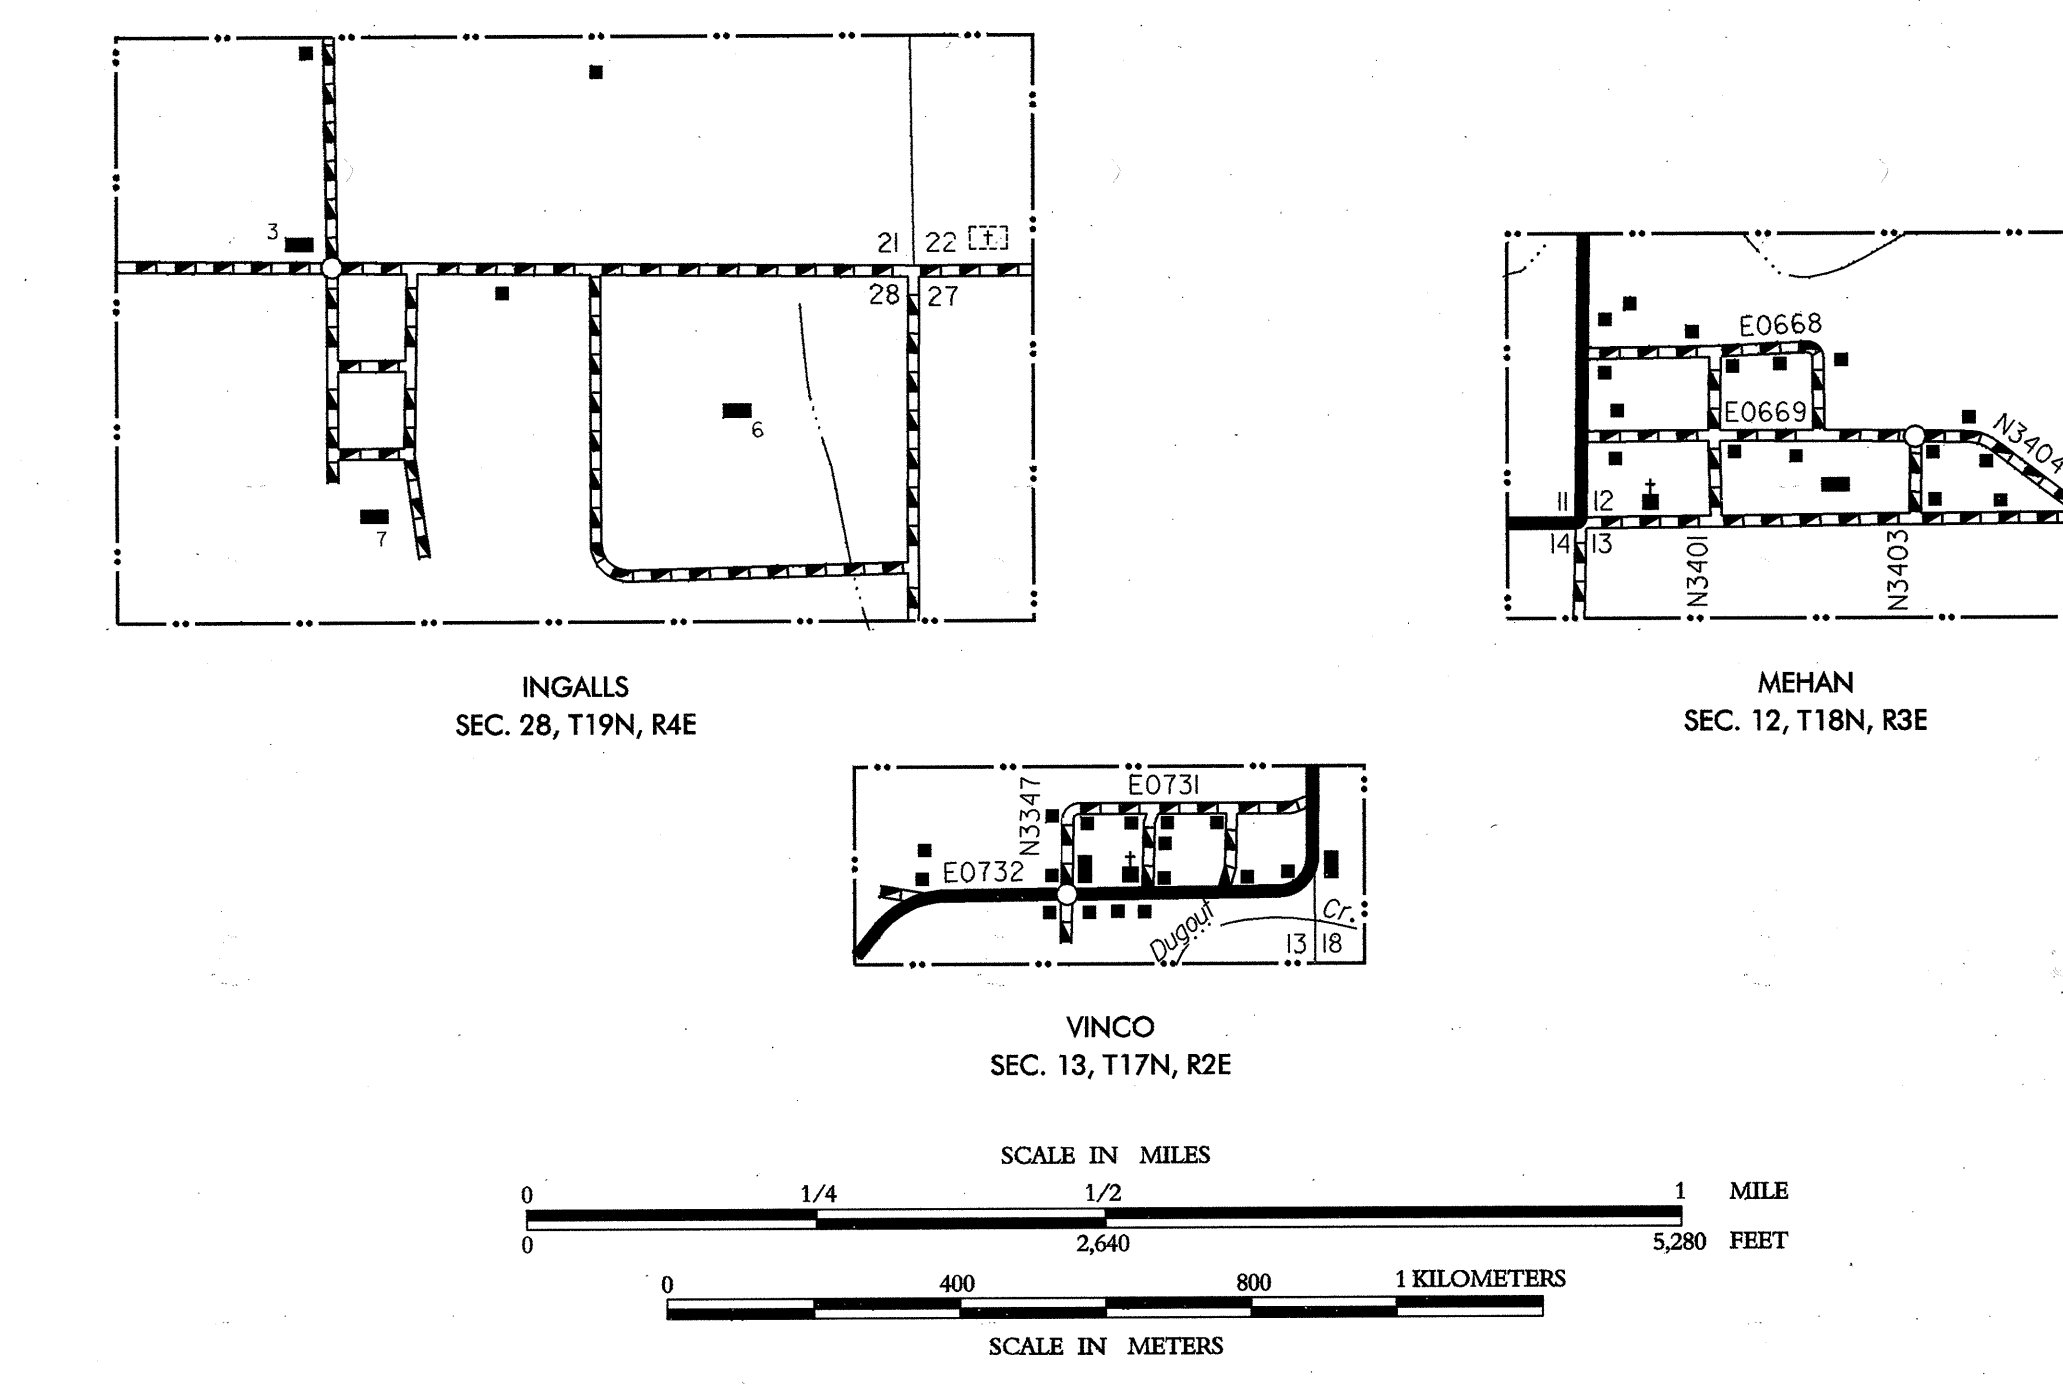 3
21 22
28 27
6
7
INGALLS
SEC. 28, T19N, R4E
E0668
E0669
N3404
11 12
14 13
N3401
N3403
MEHAN
SEC. 12, T18N, R3E
E0731
N3347
E0732
Dugout Cr.
13 18
VINCO
SEC. 13, T17N, R2E
SCALE IN MILES
0 1/4 1/2 1 MILE
0 2,640 5,280 FEET
0 400 800 1 KILOMETERS
SCALE IN METERS